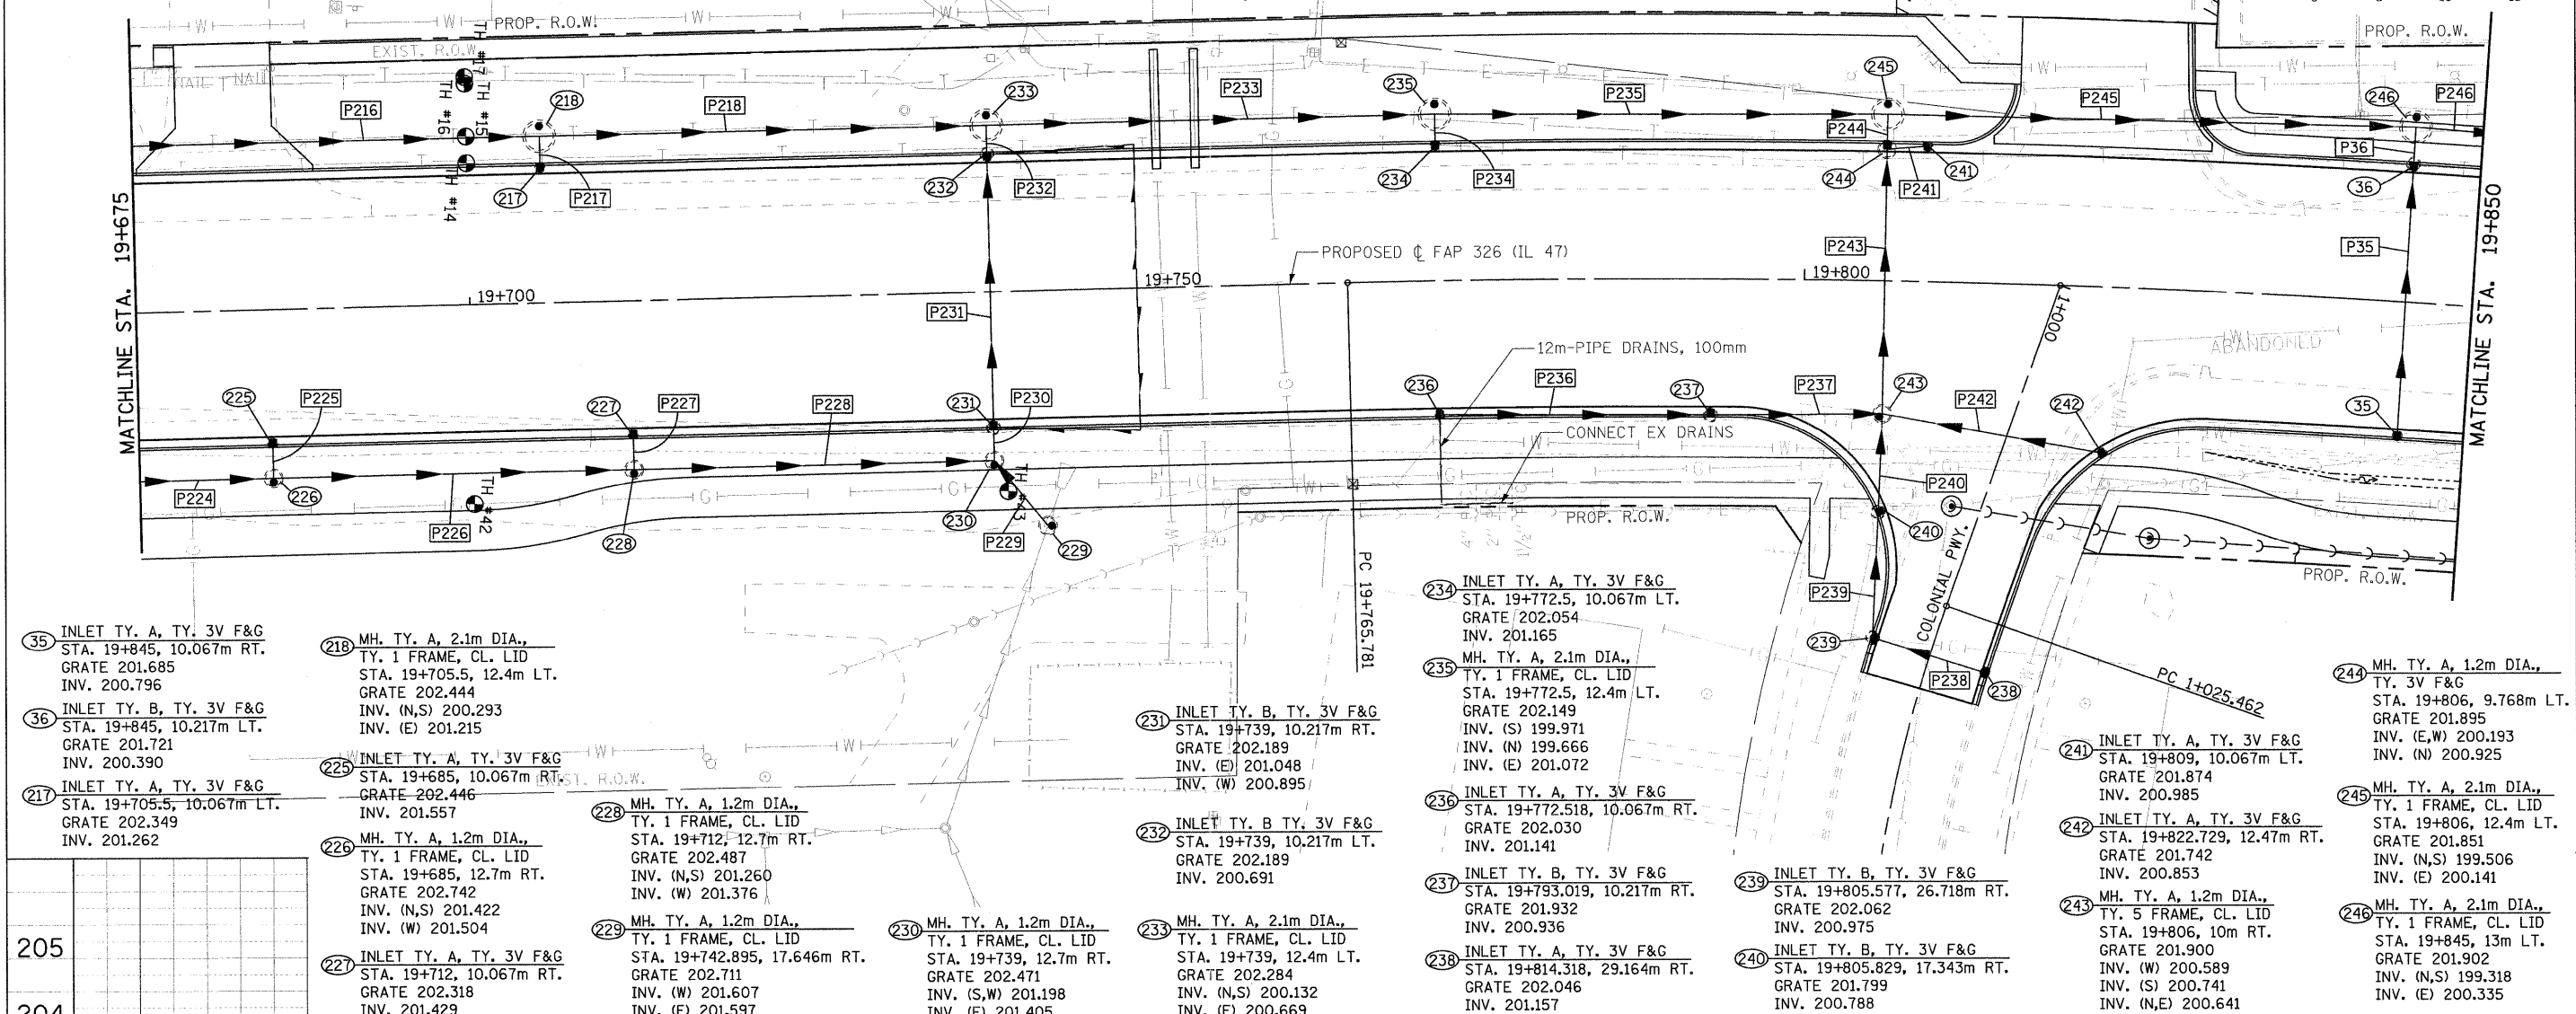 PROP. R.O.W.
EXIST. R.O.W.
PROP. R.O.W.
NAIL
NAIL
TH #17
TH #16
TH #15
TH #14
P216
218
P218
233
P233
235
P235
245
P245
246
P246
217
P217
232
P232
234
P234
P244
244
P241
241
P36
36
MATCHLINE STA. 19+675
MATCHLINE STA. 19+850
PROPOSED ℄ FAP 326 (IL 47)
19+700
19+750
19+800
1+000
P231
P243
P35
12m-PIPE DRAINS, 100mm
ABANDONED
225
P225
227
P227
P228
231
P230
236
P236
237
P237
243
P242
242
35
CONNECT EX DRAINS
P224
226
P226
TH #42
228
230
TH #43
P229
229
PROP. R.O.W.
P240
240
COLONIAL PWY.
PROP. R.O.W.
PC 19+765.781
4"
2"
1½"
P239
239
P238
238
PC 1+025.462
EXIST. R.O.W.
35 INLET TY. A, TY. 3V F&G
STA. 19+845, 10.067m RT.
GRATE 201.685
INV. 200.796
36 INLET TY. B, TY. 3V F&G
STA. 19+845, 10.217m LT.
GRATE 201.721
INV. 200.390
217 INLET TY. A, TY. 3V F&G
STA. 19+705.5, 10.067m LT.
GRATE 202.349
INV. 201.262
218 MH. TY. A, 2.1m DIA.,
TY. 1 FRAME, CL. LID
STA. 19+705.5, 12.4m LT.
GRATE 202.444
INV. (N,S) 200.293
INV. (E) 201.215
225 INLET TY. A, TY. 3V F&G
STA. 19+685, 10.067m RT.
GRATE 202.446
INV. 201.557
226 MH. TY. A, 1.2m DIA.,
TY. 1 FRAME, CL. LID
STA. 19+685, 12.7m RT.
GRATE 202.742
INV. (N,S) 201.422
INV. (W) 201.504
227 INLET TY. A, TY. 3V F&G
STA. 19+712, 10.067m RT.
GRATE 202.318
INV. 201.429
228 MH. TY. A, 1.2m DIA.,
TY. 1 FRAME, CL. LID
STA. 19+712, 12.7m RT.
GRATE 202.487
INV. (N,S) 201.260
INV. (W) 201.376
229 MH. TY. A, 1.2m DIA.,
TY. 1 FRAME, CL. LID
STA. 19+742.895, 17.646m RT.
GRATE 202.711
INV. (W) 201.607
INV. (E) 201.597
230 MH. TY. A, 1.2m DIA.,
TY. 1 FRAME, CL. LID
STA. 19+739, 12.7m RT.
GRATE 202.471
INV. (S,W) 201.198
INV. (E) 201.405
231 INLET TY. B, TY. 3V F&G
STA. 19+739, 10.217m RT.
GRATE 202.189
INV. (E) 201.048
INV. (W) 200.895
232 INLET TY. B TY. 3V F&G
STA. 19+739, 10.217m LT.
GRATE 202.189
INV. 200.691
233 MH. TY. A, 2.1m DIA.,
TY. 1 FRAME, CL. LID
STA. 19+739, 12.4m LT.
GRATE 202.284
INV. (N,S) 200.132
INV. (E) 200.669
234 INLET TY. A, TY. 3V F&G
STA. 19+772.5, 10.067m LT.
GRATE 202.054
INV. 201.165
235 MH. TY. A, 2.1m DIA.,
TY. 1 FRAME, CL. LID
STA. 19+772.5, 12.4m LT.
GRATE 202.149
INV. (S) 199.971
INV. (N) 199.666
INV. (E) 201.072
236 INLET TY. A, TY. 3V F&G
STA. 19+772.518, 10.067m RT.
GRATE 202.030
INV. 201.141
237 INLET TY. B, TY. 3V F&G
STA. 19+793.019, 10.217m RT.
GRATE 201.932
INV. 200.936
238 INLET TY. A, TY. 3V F&G
STA. 19+814.318, 29.164m RT.
GRATE 202.046
INV. 201.157
239 INLET TY. B, TY. 3V F&G
STA. 19+805.577, 26.718m RT.
GRATE 202.062
INV. 200.975
240 INLET TY. B, TY. 3V F&G
STA. 19+805.829, 17.343m RT.
GRATE 201.799
INV. 200.788
241 INLET TY. A, TY. 3V F&G
STA. 19+809, 10.067m LT.
GRATE 201.874
INV. 200.985
242 INLET TY. A, TY. 3V F&G
STA. 19+822.729, 12.47m RT.
GRATE 201.742
INV. 200.853
243 MH. TY. A, 1.2m DIA.,
TY. 5 FRAME, CL. LID
STA. 19+806, 10m RT.
GRATE 201.900
INV. (W) 200.589
INV. (S) 200.741
INV. (N,E) 200.641
244 MH. TY. A, 1.2m DIA.,
TY. 3V F&G
STA. 19+806, 9.768m LT.
GRATE 201.895
INV. (E,W) 200.193
INV. (N) 200.925
245 MH. TY. A, 2.1m DIA.,
TY. 1 FRAME, CL. LID
STA. 19+806, 12.4m LT.
GRATE 201.851
INV. (N,S) 199.506
INV. (E) 200.141
246 MH. TY. A, 2.1m DIA.,
TY. 1 FRAME, CL. LID
STA. 19+845, 13m LT.
GRATE 201.902
INV. (N,S) 199.318
INV. (E) 200.335
205
204